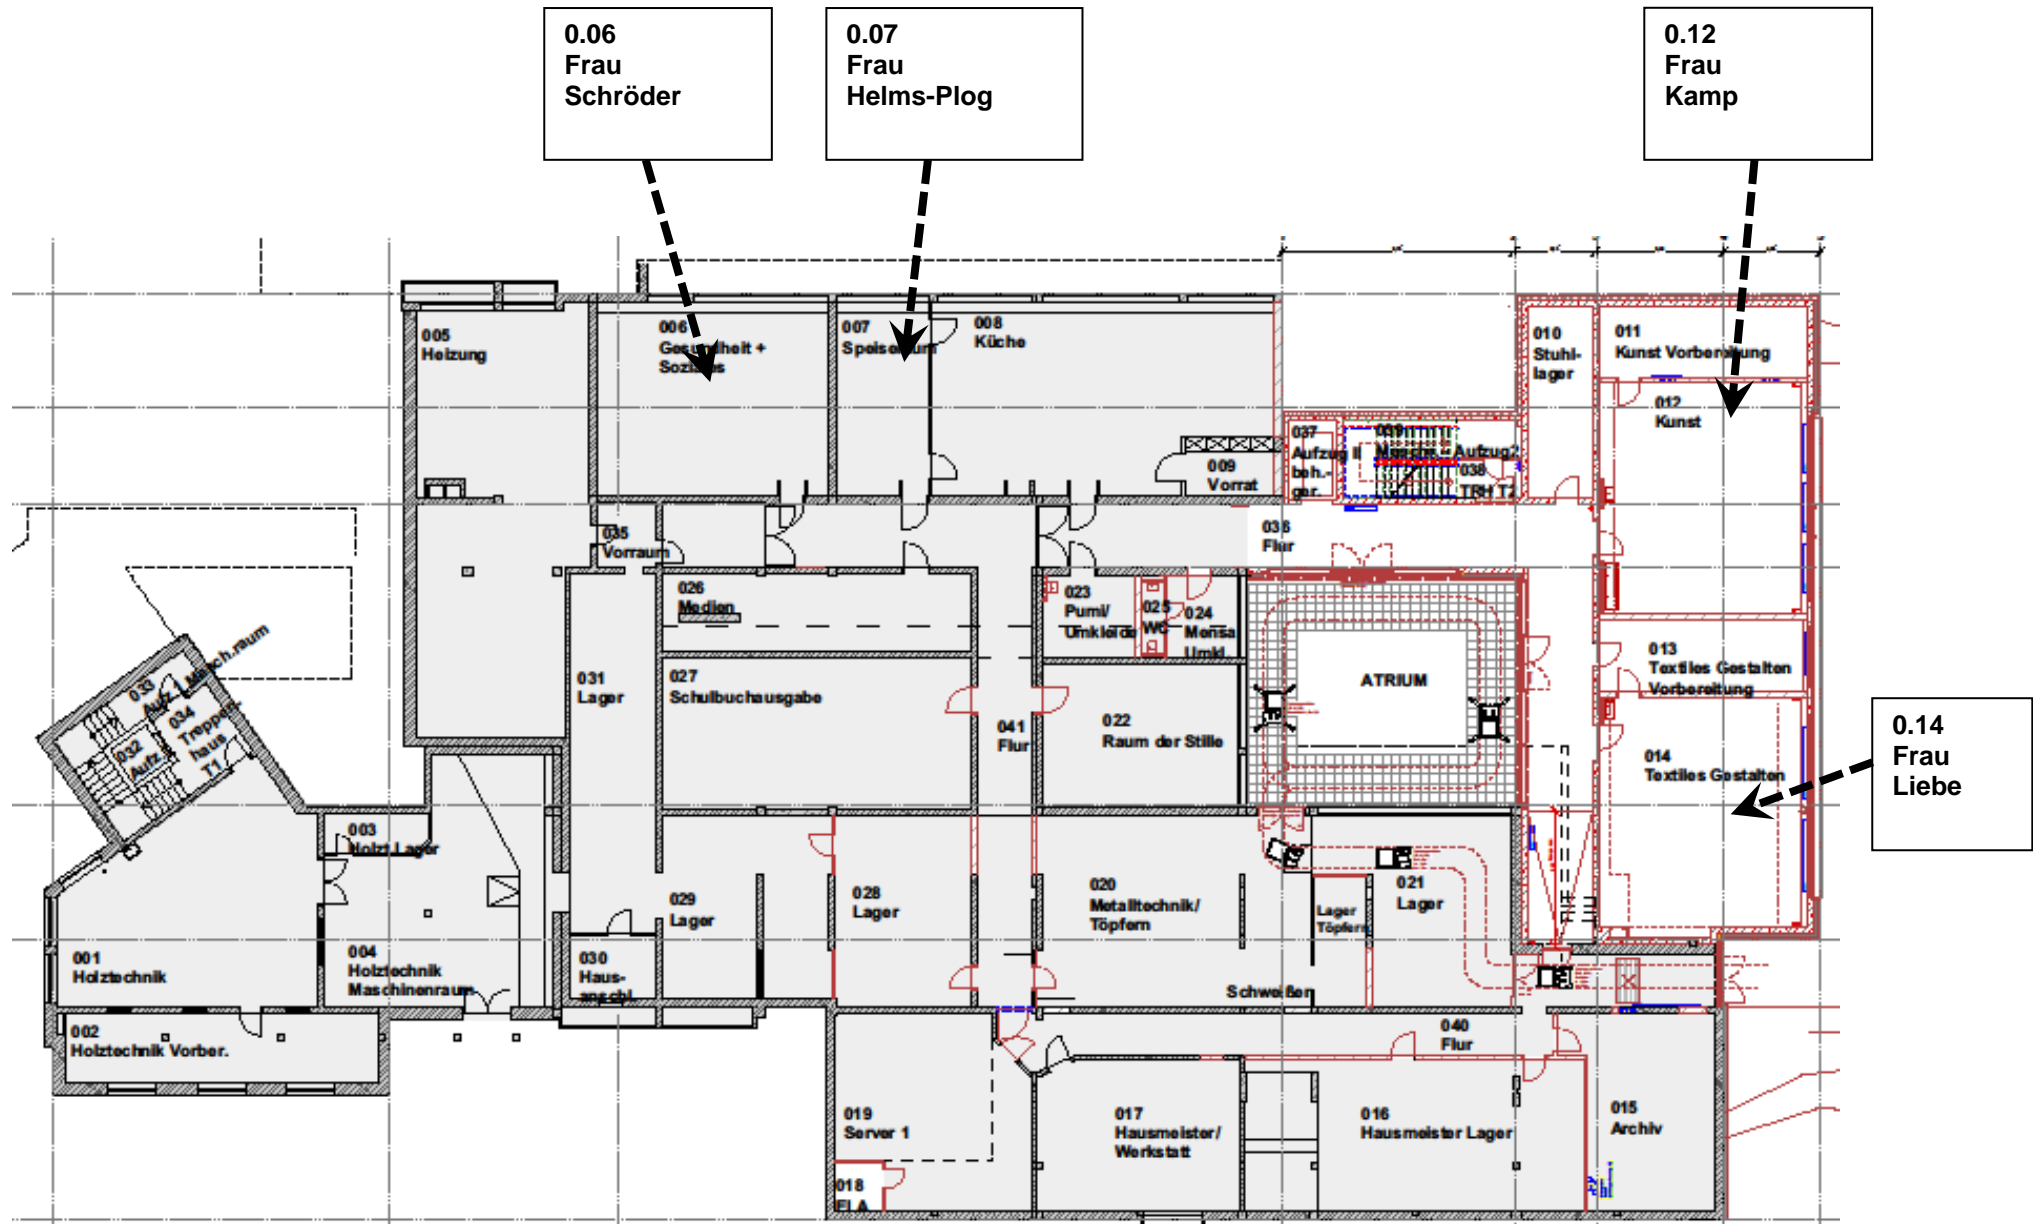 0.06
Frau
Schröder
0.07
Frau
Helms-Plog
0.12
Frau
Kamp
005
Heizung
006
Gesundheit +
Soziales
007
Speiseraum
008
Küche
009
Vorrat
010
Stuhl-
lager
011
Kunst Vorbereitung
012
Kunst
037
Aufzug II
beh.-
ger.
039
Aufzug2
038
TRH T2
035
Vorraum
036
Flur
026
Medien
023
Pumi/
Umkleide
025
WC
024
Mensa
Umkl.
013
Textiles Gestalten
Vorbereitung
033
Aufz.1 Masch.raum
034
Treppen-
haus
T1
032
Aufz.
031
Lager
027
Schulbuchausgabe
041
Flur
022
Raum der Stille
ATRIUM
014
Textiles Gestalten
0.14
Frau
Liebe
003
Holzt.Lager
029
Lager
028
Lager
020
Metalltechnik/
Töpfern
Lager
Töpfern
021
Lager
001
Holztechnik
004
Holztechnik
Maschinenraum
030
Haus-
anschl.
Schweißen
002
Holztechnik Vorber.
040
Flur
019
Server 1
018
ELA
017
Hausmeister/
Werkstatt
016
Hausmeister Lager
015
Archiv